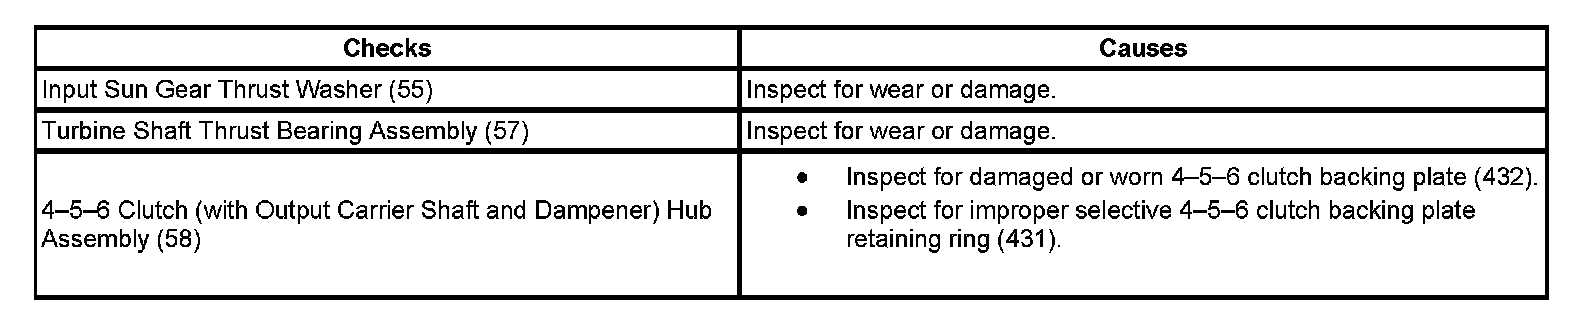 Checks
Causes
Input Sun Gear Thrust Washer (55)
Inspect for wear or damage.
Turbine Shaft Thrust Bearing Assembly (57)
Inspect for wear or damage.
4–5–6 Clutch (with Output Carrier Shaft and Dampener) Hub
Assembly (58)
• Inspect for damaged or worn 4–5–6 clutch backing plate (432).
• Inspect for improper selective 4–5–6 clutch backing plate
retaining ring (431).